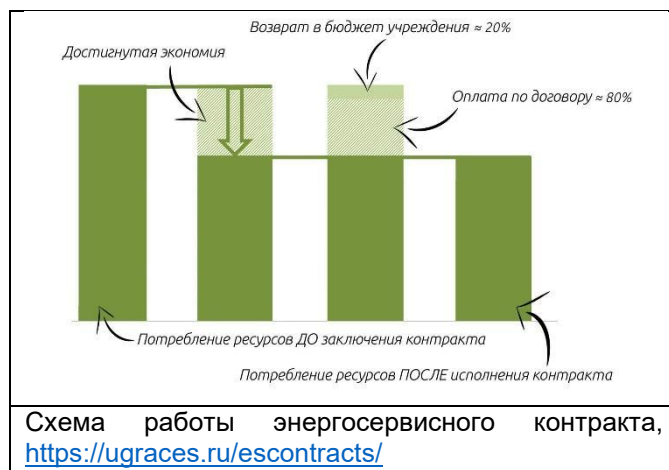 Возврат в бюджет учреждения ≈ 20%
Достигнутая экономия
Оплата по договору ≈ 80%
Потребление ресурсов ДО заключения контракта
Потребление ресурсов ПОСЛЕ исполнения контракта
Схема работы энергосервисного контракта,
https://ugraces.ru/escontracts/